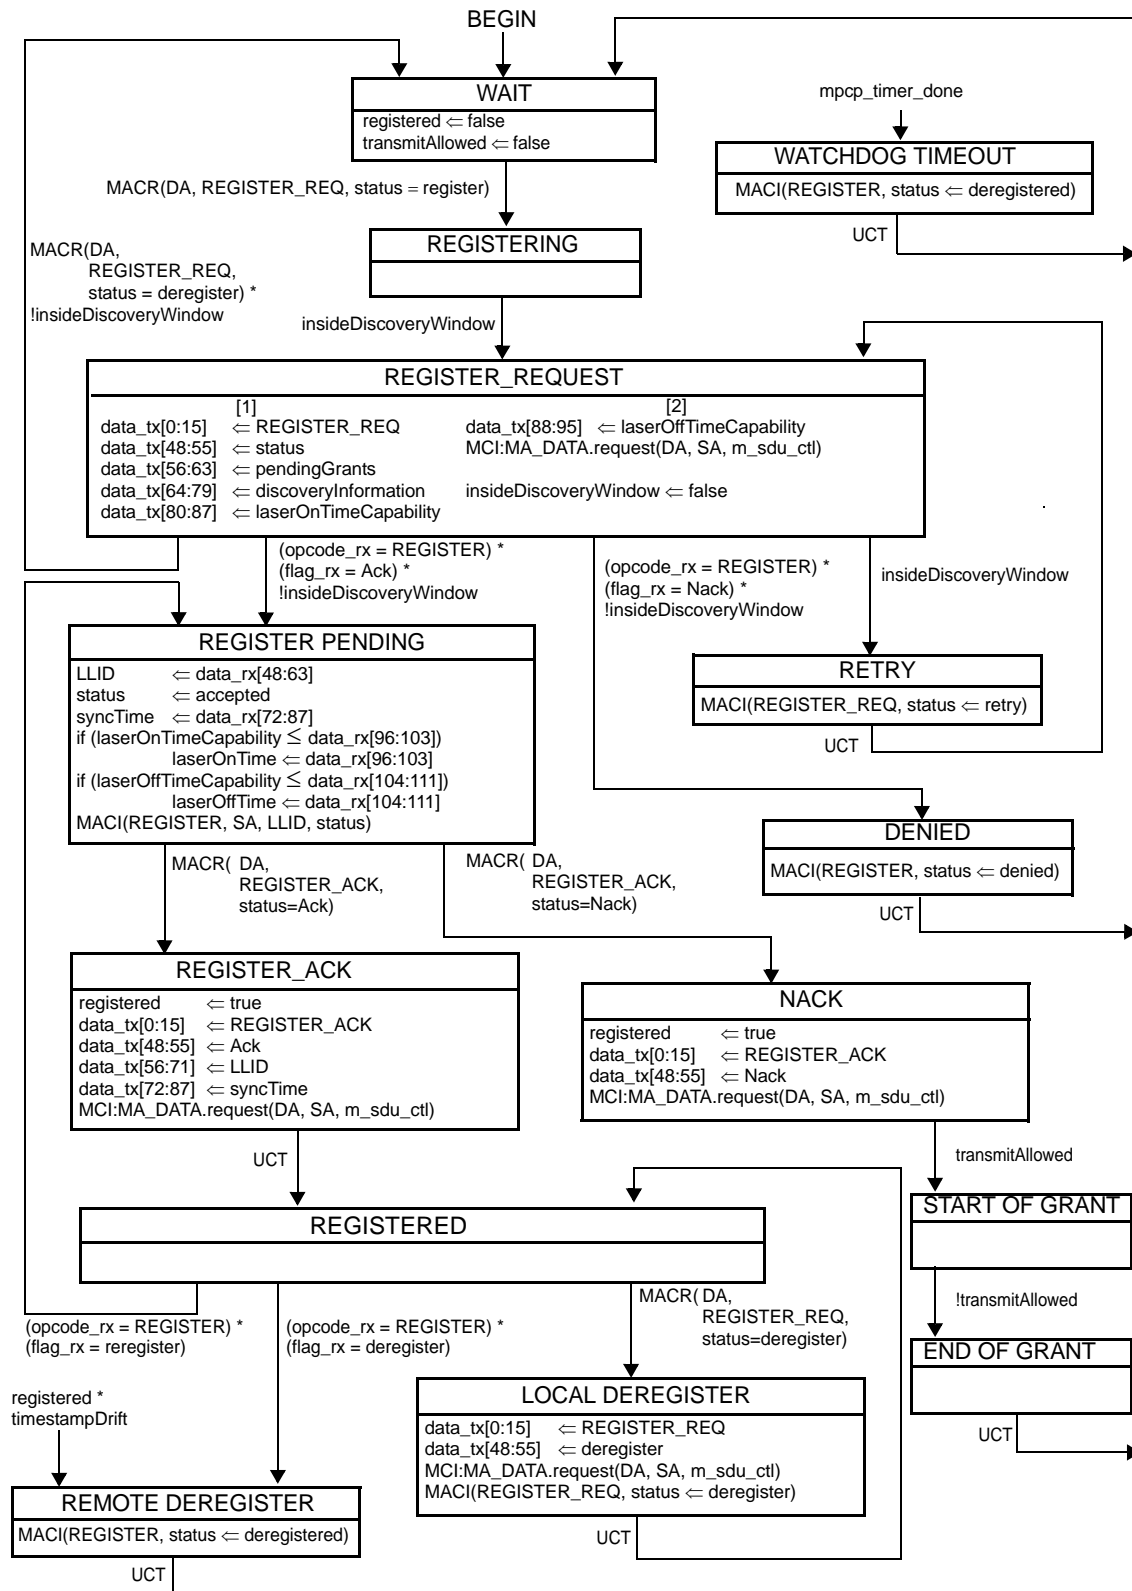 BEGIN
WAIT
registered ⇐ false
transmitAllowed ⇐ false
mpcp_timer_done
WATCHDOG TIMEOUT
MACI(REGISTER, status ⇐ deregistered)
UCT
MACR(DA, REGISTER_REQ, status = register)
REGISTERING
MACR(DA,
REGISTER_REQ,
status = deregister) *
!insideDiscoveryWindow
insideDiscoveryWindow
REGISTER_REQUEST
[1]
data_tx[0:15] ⇐ REGISTER_REQ
data_tx[48:55] ⇐ status
data_tx[56:63] ⇐ pendingGrants
data_tx[64:79] ⇐ discoveryInformation
data_tx[80:87] ⇐ laserOnTimeCapability
[2]
data_tx[88:95] ⇐ laserOffTimeCapability
MCI:MA_DATA.request(DA, SA, m_sdu_ctl)
insideDiscoveryWindow ⇐ false
(opcode_rx = REGISTER) *
(flag_rx = Ack) *
!insideDiscoveryWindow
(opcode_rx = REGISTER) *
(flag_rx = Nack) *
!insideDiscoveryWindow
insideDiscoveryWindow
REGISTER PENDING
LLID ⇐ data_rx[48:63]
status ⇐ accepted
syncTime ⇐ data_rx[72:87]
if (laserOnTimeCapability ≤ data_rx[96:103])
laserOnTime ⇐ data_rx[96:103]
if (laserOffTimeCapability ≤ data_rx[104:111])
laserOffTime ⇐ data_rx[104:111]
MACI(REGISTER, SA, LLID, status)
RETRY
MACI(REGISTER_REQ, status ⇐ retry)
UCT
DENIED
MACI(REGISTER, status ⇐ denied)
UCT
MACR( DA,
REGISTER_ACK,
status=Ack)
MACR( DA,
REGISTER_ACK,
status=Nack)
REGISTER_ACK
registered ⇐ true
data_tx[0:15] ⇐ REGISTER_ACK
data_tx[48:55] ⇐ Ack
data_tx[56:71] ⇐ LLID
data_tx[72:87] ⇐ syncTime
MCI:MA_DATA.request(DA, SA, m_sdu_ctl)
UCT
NACK
registered ⇐ true
data_tx[0:15] ⇐ REGISTER_ACK
data_tx[48:55] ⇐ Nack
MCI:MA_DATA.request(DA, SA, m_sdu_ctl)
transmitAllowed
START OF GRANT
!transmitAllowed
END OF GRANT
UCT
REGISTERED
(opcode_rx = REGISTER) *
(flag_rx = reregister)
(opcode_rx = REGISTER) *
(flag_rx = deregister)
MACR( DA,
REGISTER_REQ,
status=deregister)
LOCAL DEREGISTER
data_tx[0:15] ⇐ REGISTER_REQ
data_tx[48:55] ⇐ deregister
MCI:MA_DATA.request(DA, SA, m_sdu_ctl)
MACI(REGISTER_REQ, status ⇐ deregister)
UCT
registered *
timestampDrift
REMOTE DEREGISTER
MACI(REGISTER, status ⇐ deregistered)
UCT